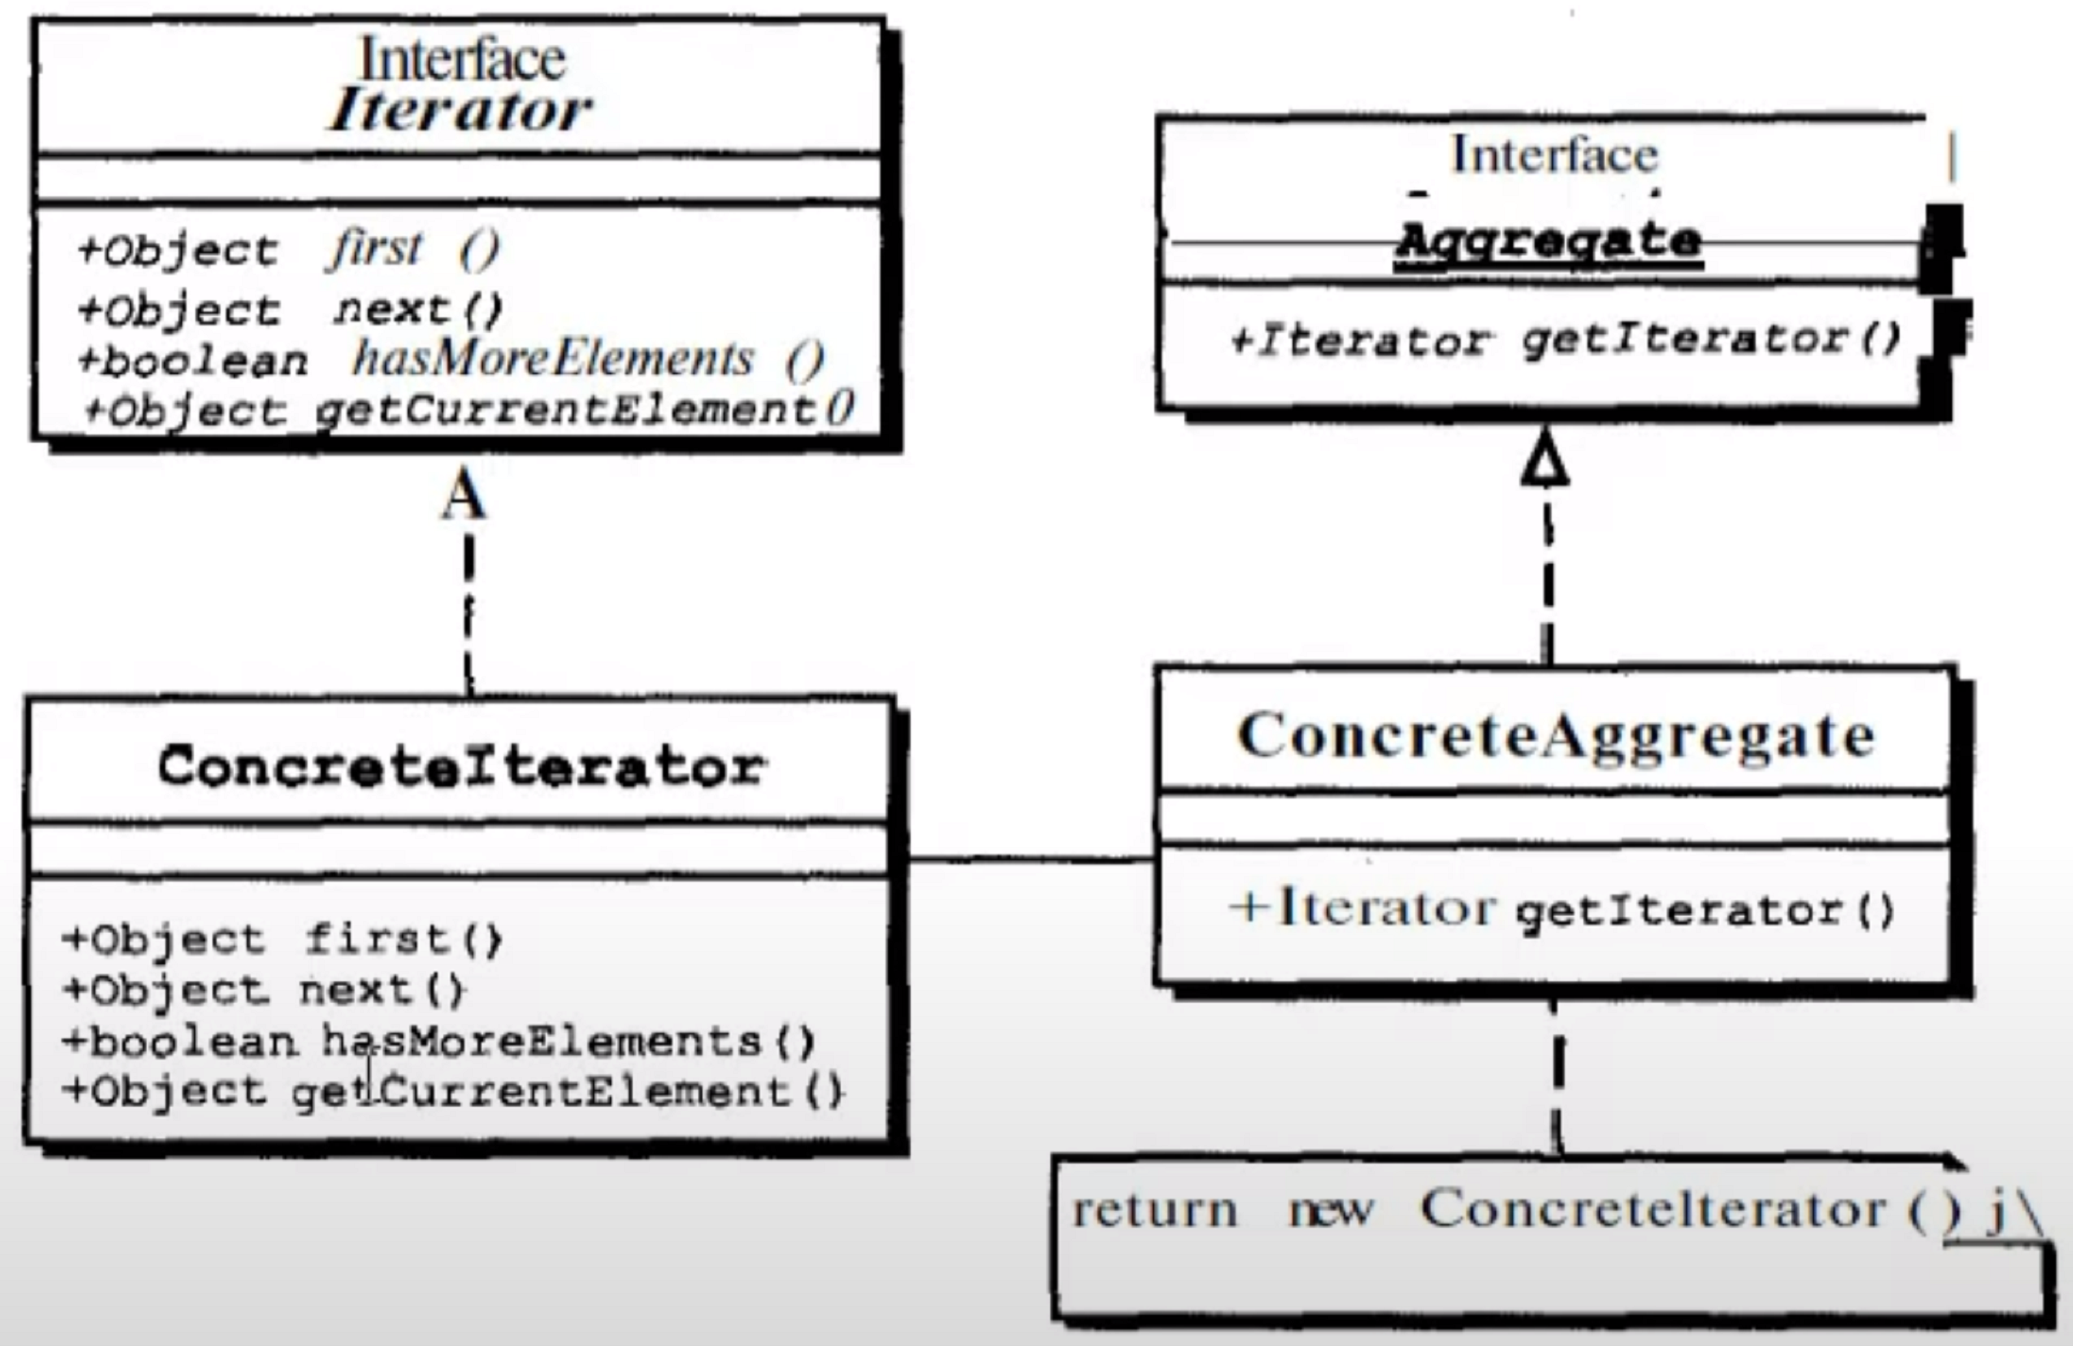 Interface
Iterator
+Object first ()
+Object next()
+boolean hasMoreElements ()
+Object getCurrentElement()
A
Interface
Aggregate
+Iterator getIterator()
ConcreteIterator
+Object first()
+Object next()
+boolean hasMoreElements()
+Object getCurrentElement()
ConcreteAggregate
+Iterator getIterator()
return new Concretelterator () j\